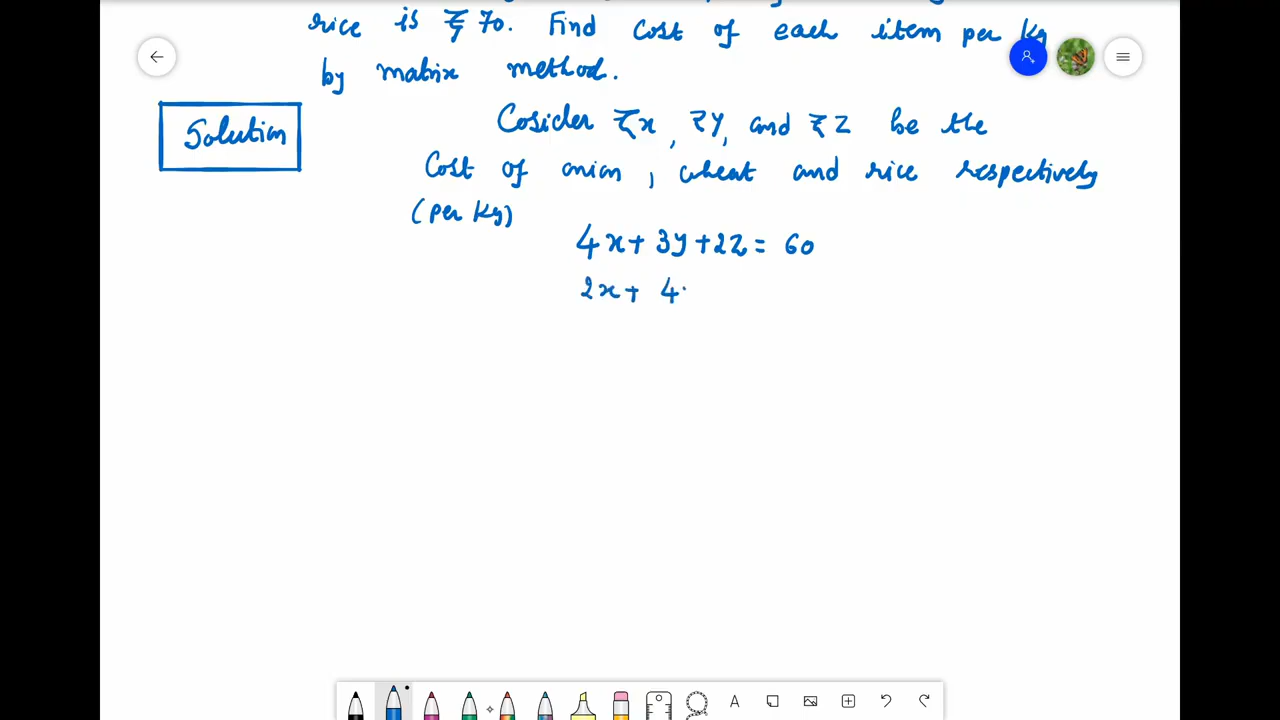 rice is ₹ 70. Find cost of each item per kg
by matrix method.
Solution
Cosider ₹x, ₹y, and ₹z be the
cost of onion, wheat and rice respectively
(per kg)
4x+3y+2z = 60
2x+ 4
A